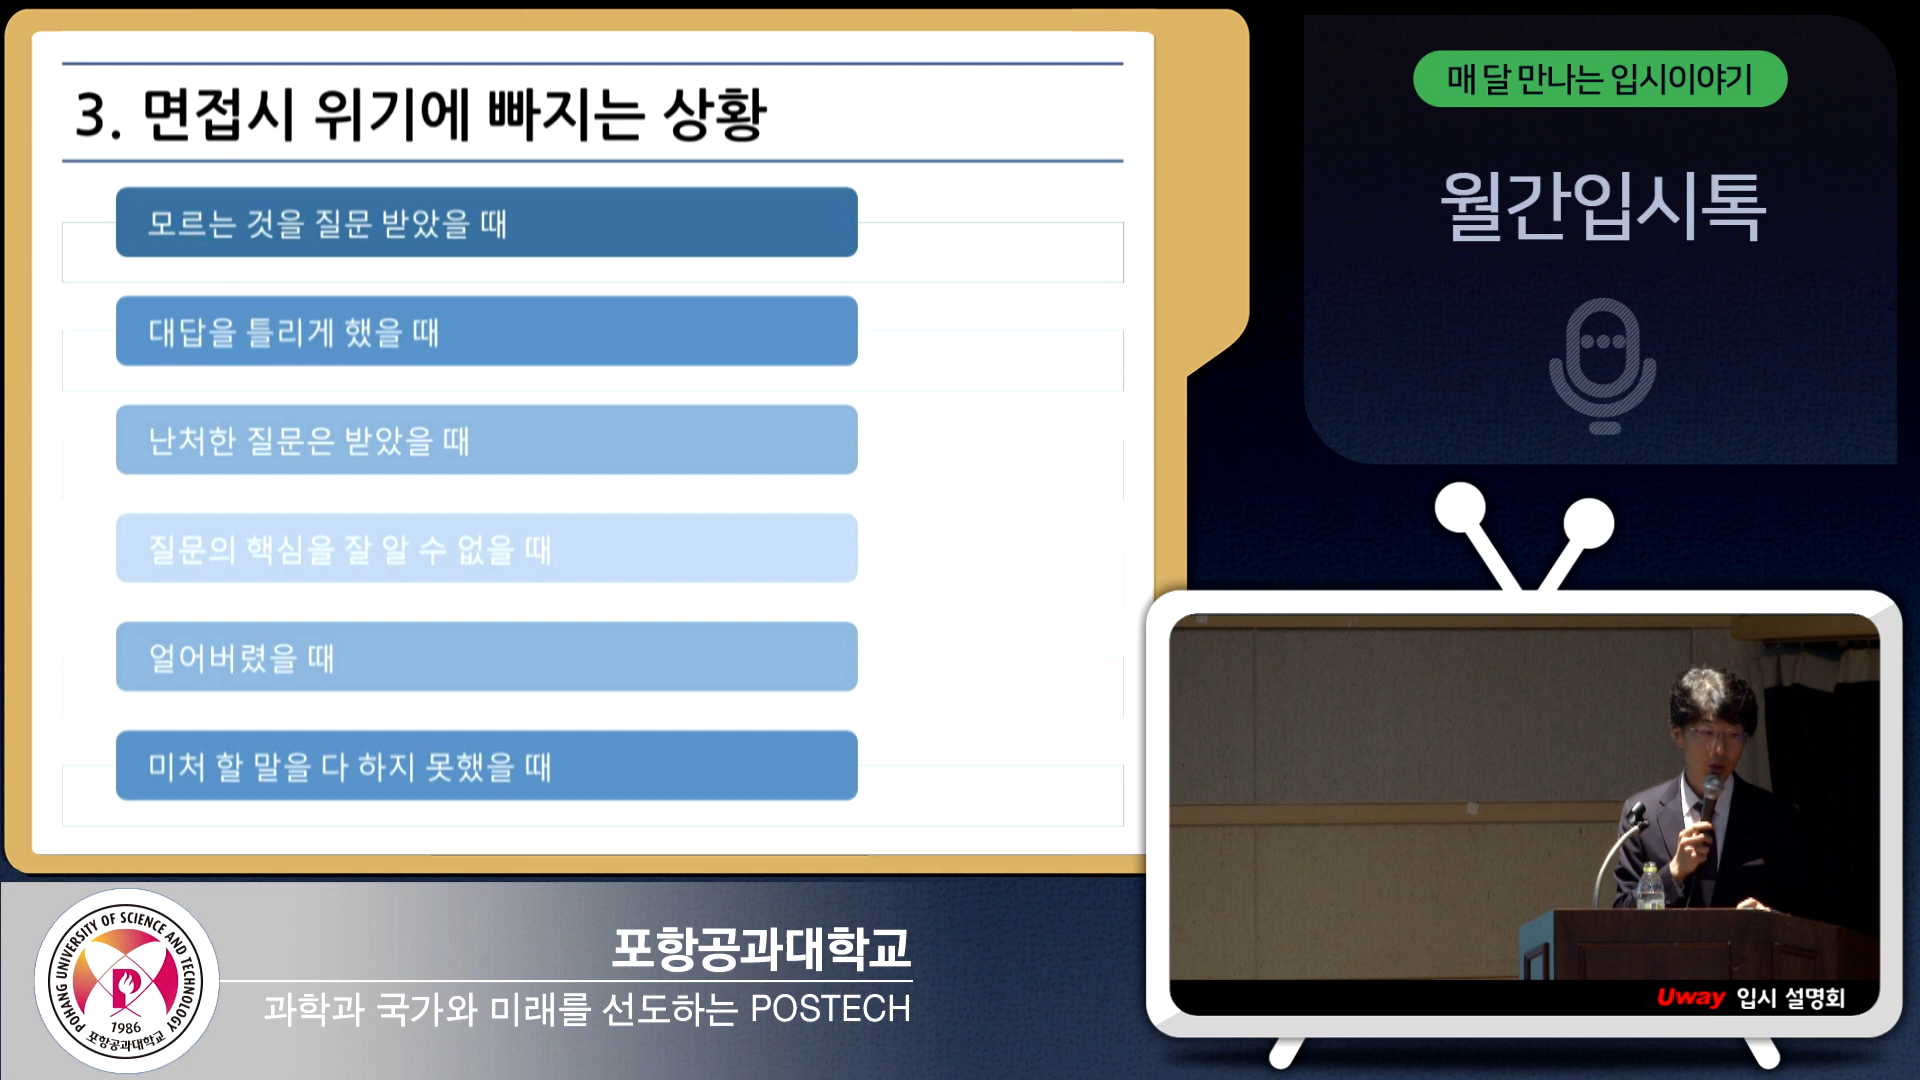 3. 면접시 위기에 빠지는 상황
모르는 것을 질문 받았을 때
대답을 틀리게 했을 때
난처한 질문은 받았을 때
질문의 핵심을 잘 알 수 없을 때
얼어버렸을 때
미처 할 말을 다 하지 못했을 때
매 달 만나는 입시이야기
월간입시톡
Uway 입시 설명회
포항공과대학교
과학과 국가와 미래를 선도하는 POSTECH
POHANG UNIVERSITY OF SCIENCE AND TECHNOLOGY
1986
포항공과대학교